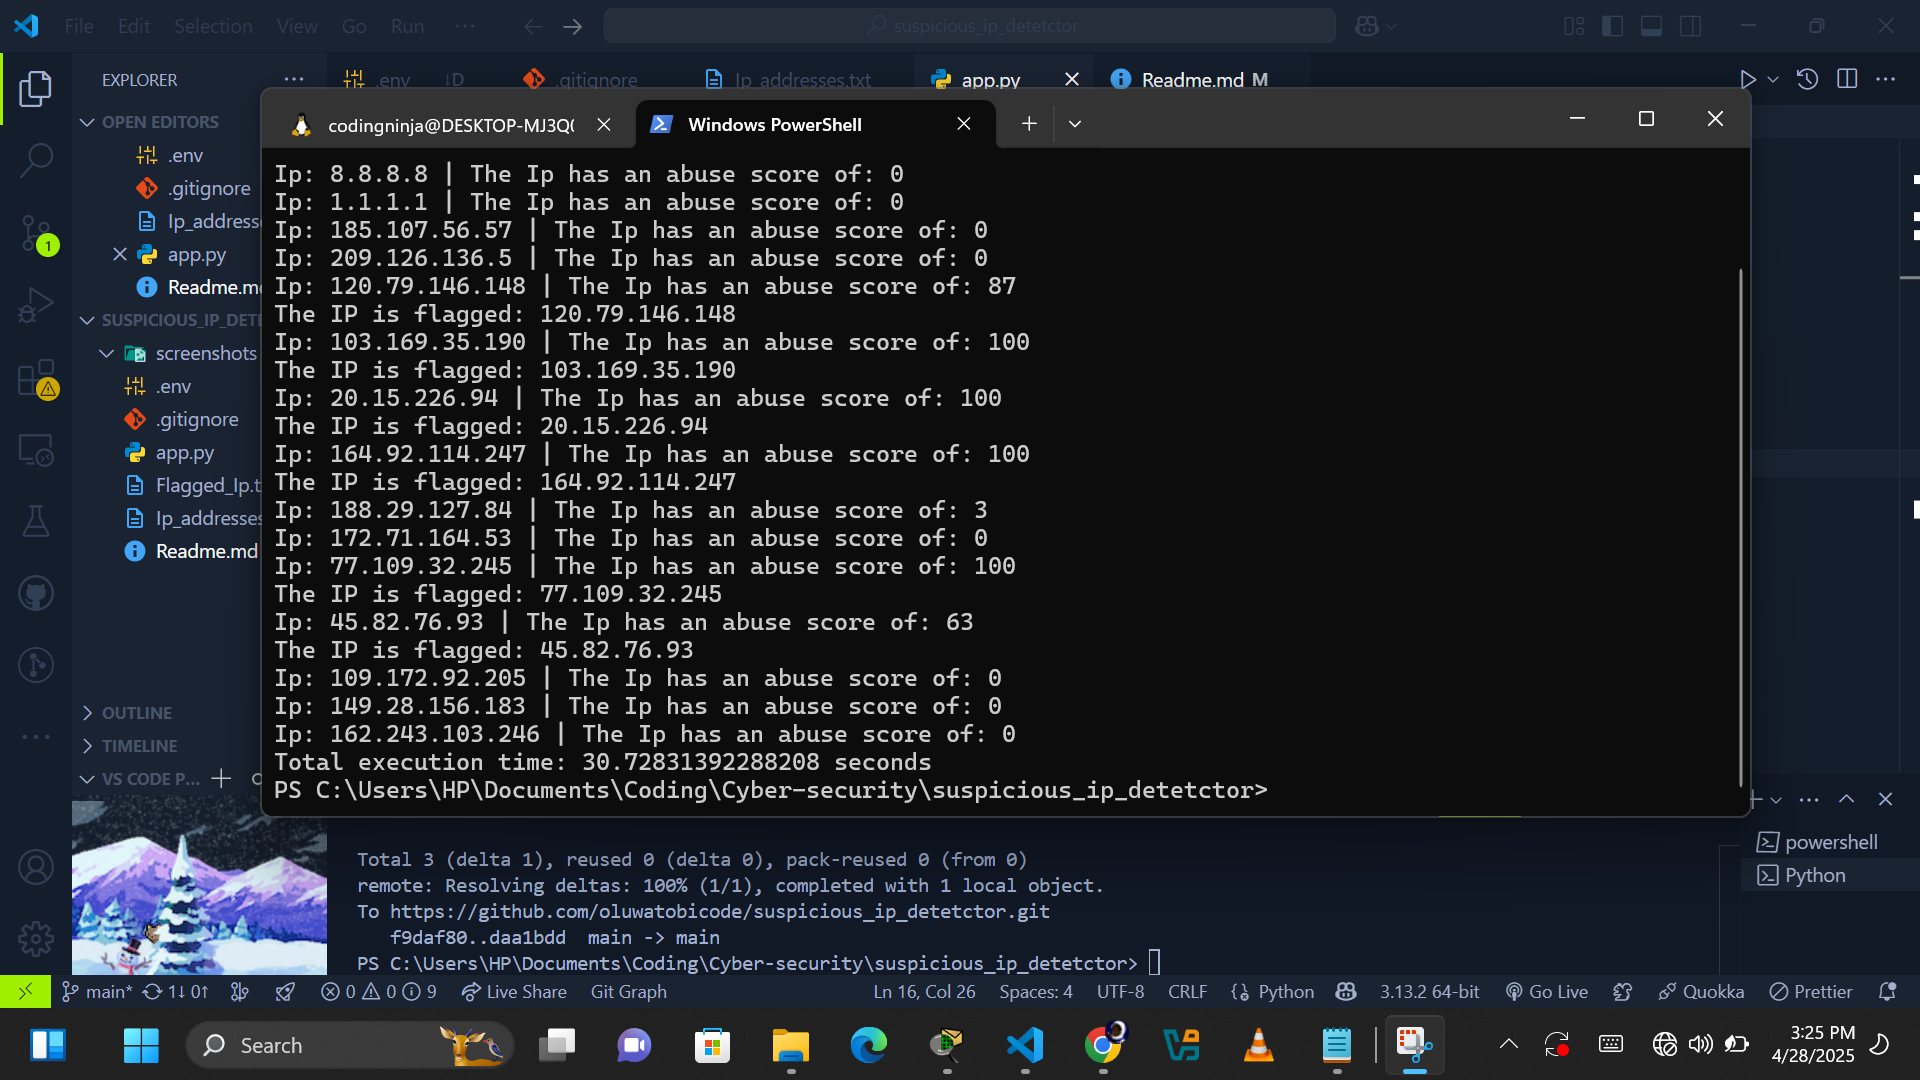 File Edit Selection View Go Run ···
suspicious_ip_detetctor
EXPLORER ···
.env ↓D
.gitignore
Ip_addresses.txt
app.py
Readme.md M
OPEN EDITORS
.env
.gitignore
Ip_addresse
app.py
Readme.m
SUSPICIOUS_IP_DETE
screenshots
.env
.gitignore
app.py
Flagged_Ip.t
Ip_addresses
Readme.md
OUTLINE
TIMELINE
VS CODE P...
1
codingninja@DESKTOP-MJ3Q
Windows PowerShell
Ip: 8.8.8.8 | The Ip has an abuse score of: 0
Ip: 1.1.1.1 | The Ip has an abuse score of: 0
Ip: 185.107.56.57 | The Ip has an abuse score of: 0
Ip: 209.126.136.5 | The Ip has an abuse score of: 0
Ip: 120.79.146.148 | The Ip has an abuse score of: 87
The IP is flagged: 120.79.146.148
Ip: 103.169.35.190 | The Ip has an abuse score of: 100
The IP is flagged: 103.169.35.190
Ip: 20.15.226.94 | The Ip has an abuse score of: 100
The IP is flagged: 20.15.226.94
Ip: 164.92.114.247 | The Ip has an abuse score of: 100
The IP is flagged: 164.92.114.247
Ip: 188.29.127.84 | The Ip has an abuse score of: 3
Ip: 172.71.164.53 | The Ip has an abuse score of: 0
Ip: 77.109.32.245 | The Ip has an abuse score of: 100
The IP is flagged: 77.109.32.245
Ip: 45.82.76.93 | The Ip has an abuse score of: 63
The IP is flagged: 45.82.76.93
Ip: 109.172.92.205 | The Ip has an abuse score of: 0
Ip: 149.28.156.183 | The Ip has an abuse score of: 0
Ip: 162.243.103.246 | The Ip has an abuse score of: 0
Total execution time: 30.72831392288208 seconds
PS C:\Users\HP\Documents\Coding\Cyber-security\suspicious_ip_detetctor>
Total 3 (delta 1), reused 0 (delta 0), pack-reused 0 (from 0)
remote: Resolving deltas: 100% (1/1), completed with 1 local object.
To https://github.com/oluwatobicode/suspicious_ip_detetctor.git
f9daf80..daa1bdd main -> main
PS C:\Users\HP\Documents\Coding\Cyber-security\suspicious_ip_detetctor>
powershell
Python
main* 1↓ 0↑ 0 0 9 Live Share Git Graph Ln 16, Col 26 Spaces: 4 UTF-8 CRLF Python 3.13.2 64-bit Go Live Quokka Prettier
Search
3:25 PM
4/28/2025